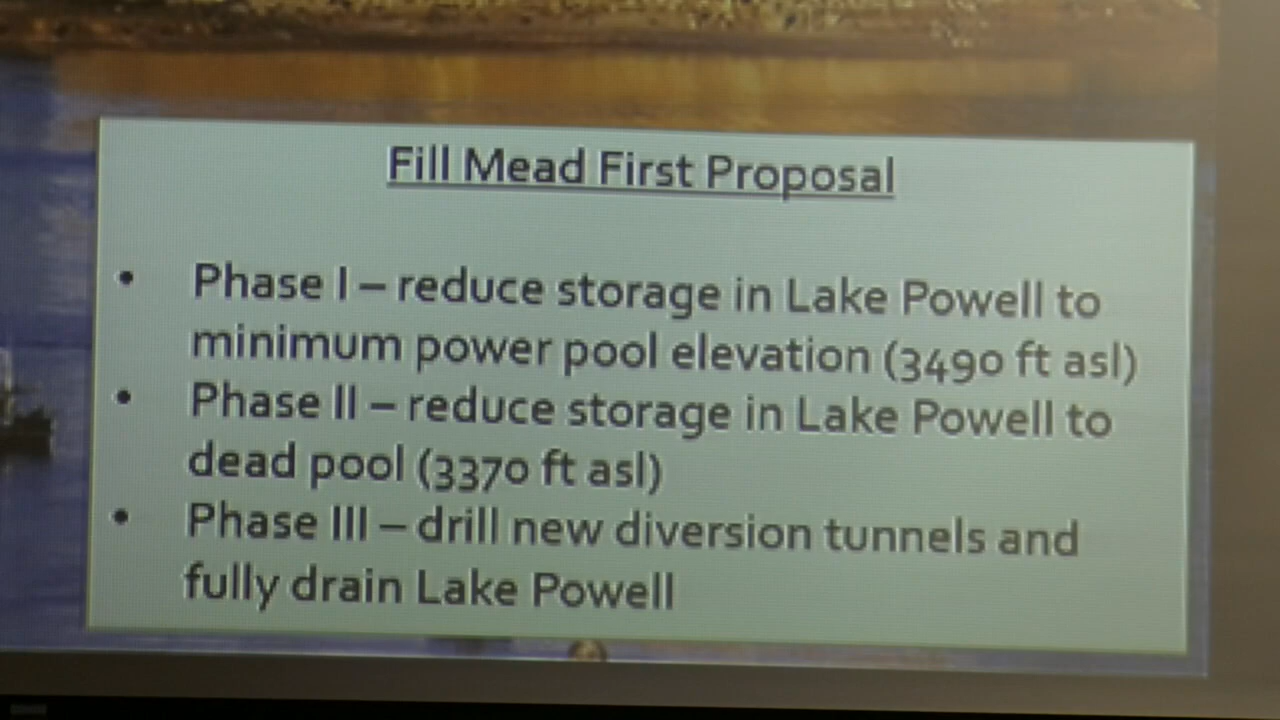 Fill Mead First Proposal
• Phase I – reduce storage in Lake Powell to
minimum power pool elevation (3490 ft asl)
• Phase II – reduce storage in Lake Powell to
dead pool (3370 ft asl)
• Phase III – drill new diversion tunnels and
fully drain Lake Powell